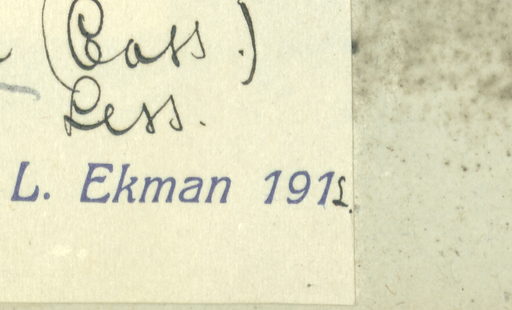 (Cass.)
Less.
L. Ekman 1912.